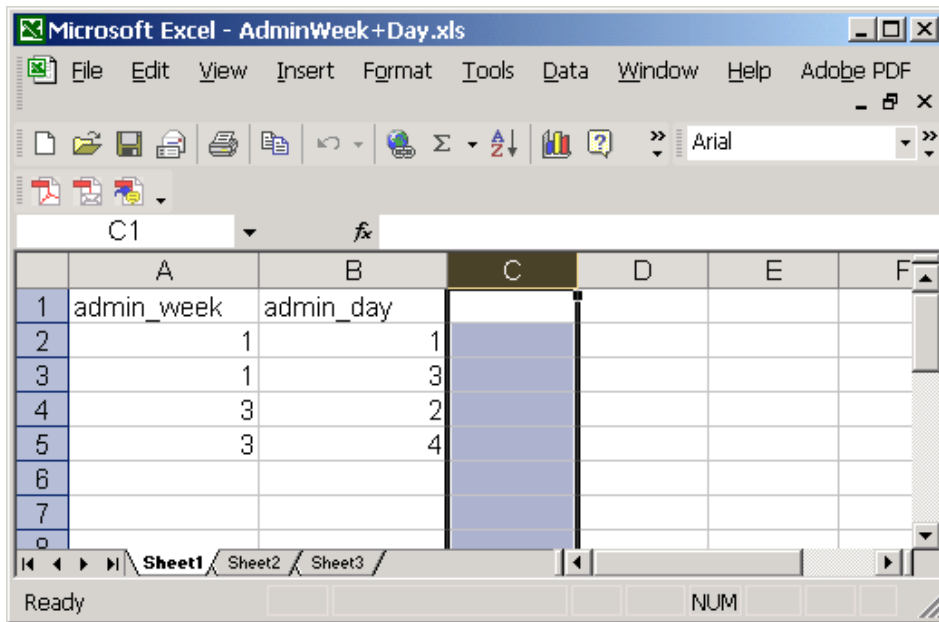 Microsoft Excel - AdminWeek+Day.xls
File Edit View Insert Format Tools Data Window Help Adobe PDF
Σ A Z ? » Arial »
C1 fx
A B C D E F
1 admin_week admin_day
2 1 1
3 1 3
4 3 2
5 3 4
6
7
Sheet1 Sheet2 Sheet3
Ready NUM